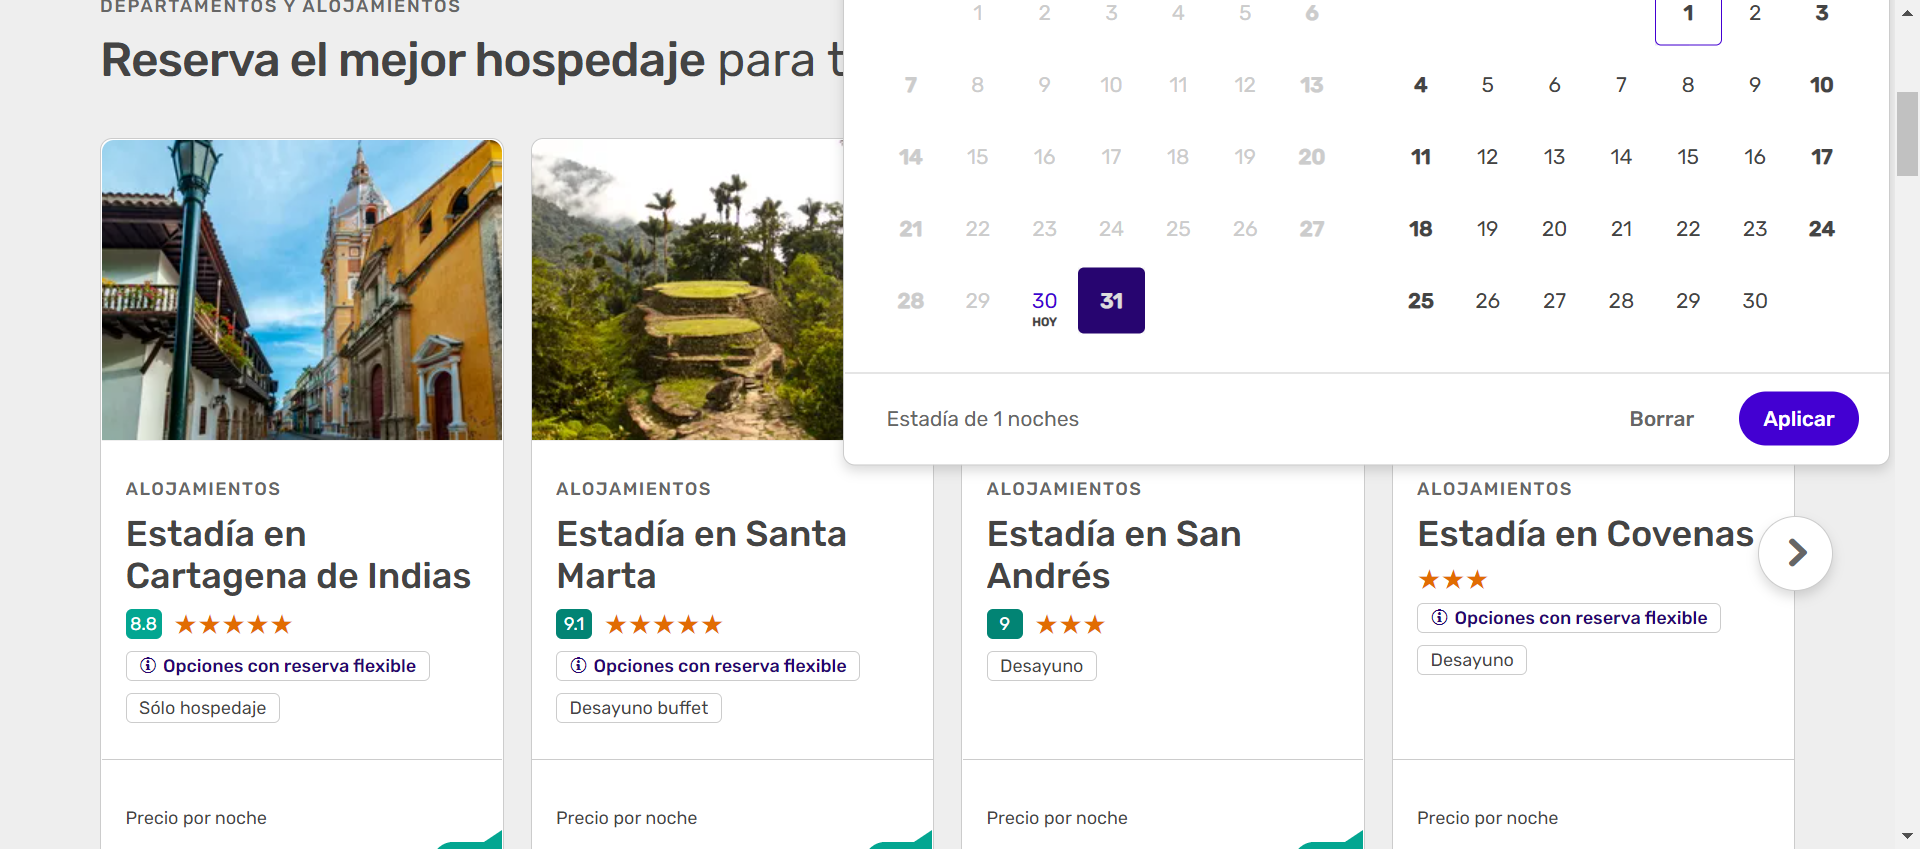 DEPARTAMENTOS Y ALOJAMIENTOS
Reserva el mejor hospedaje para t
1 2 3 4 5 6
7 8 9 10 11 12 13
14 15 16 17 18 19 20
21 22 23 24 25 26 27
28 29 30 31
HOY
1 2 3
4 5 6 7 8 9 10
11 12 13 14 15 16 17
18 19 20 21 22 23 24
25 26 27 28 29 30
Estadía de 1 noches
Borrar
Aplicar
ALOJAMIENTOS
Estadía en
Cartagena de Indias
8.8
Opciones con reserva flexible
Sólo hospedaje
Precio por noche
ALOJAMIENTOS
Estadía en Santa
Marta
9.1
Opciones con reserva flexible
Desayuno buffet
Precio por noche
ALOJAMIENTOS
Estadía en San
Andrés
9
Desayuno
Precio por noche
ALOJAMIENTOS
Estadía en Covenas
Opciones con reserva flexible
Desayuno
Precio por noche